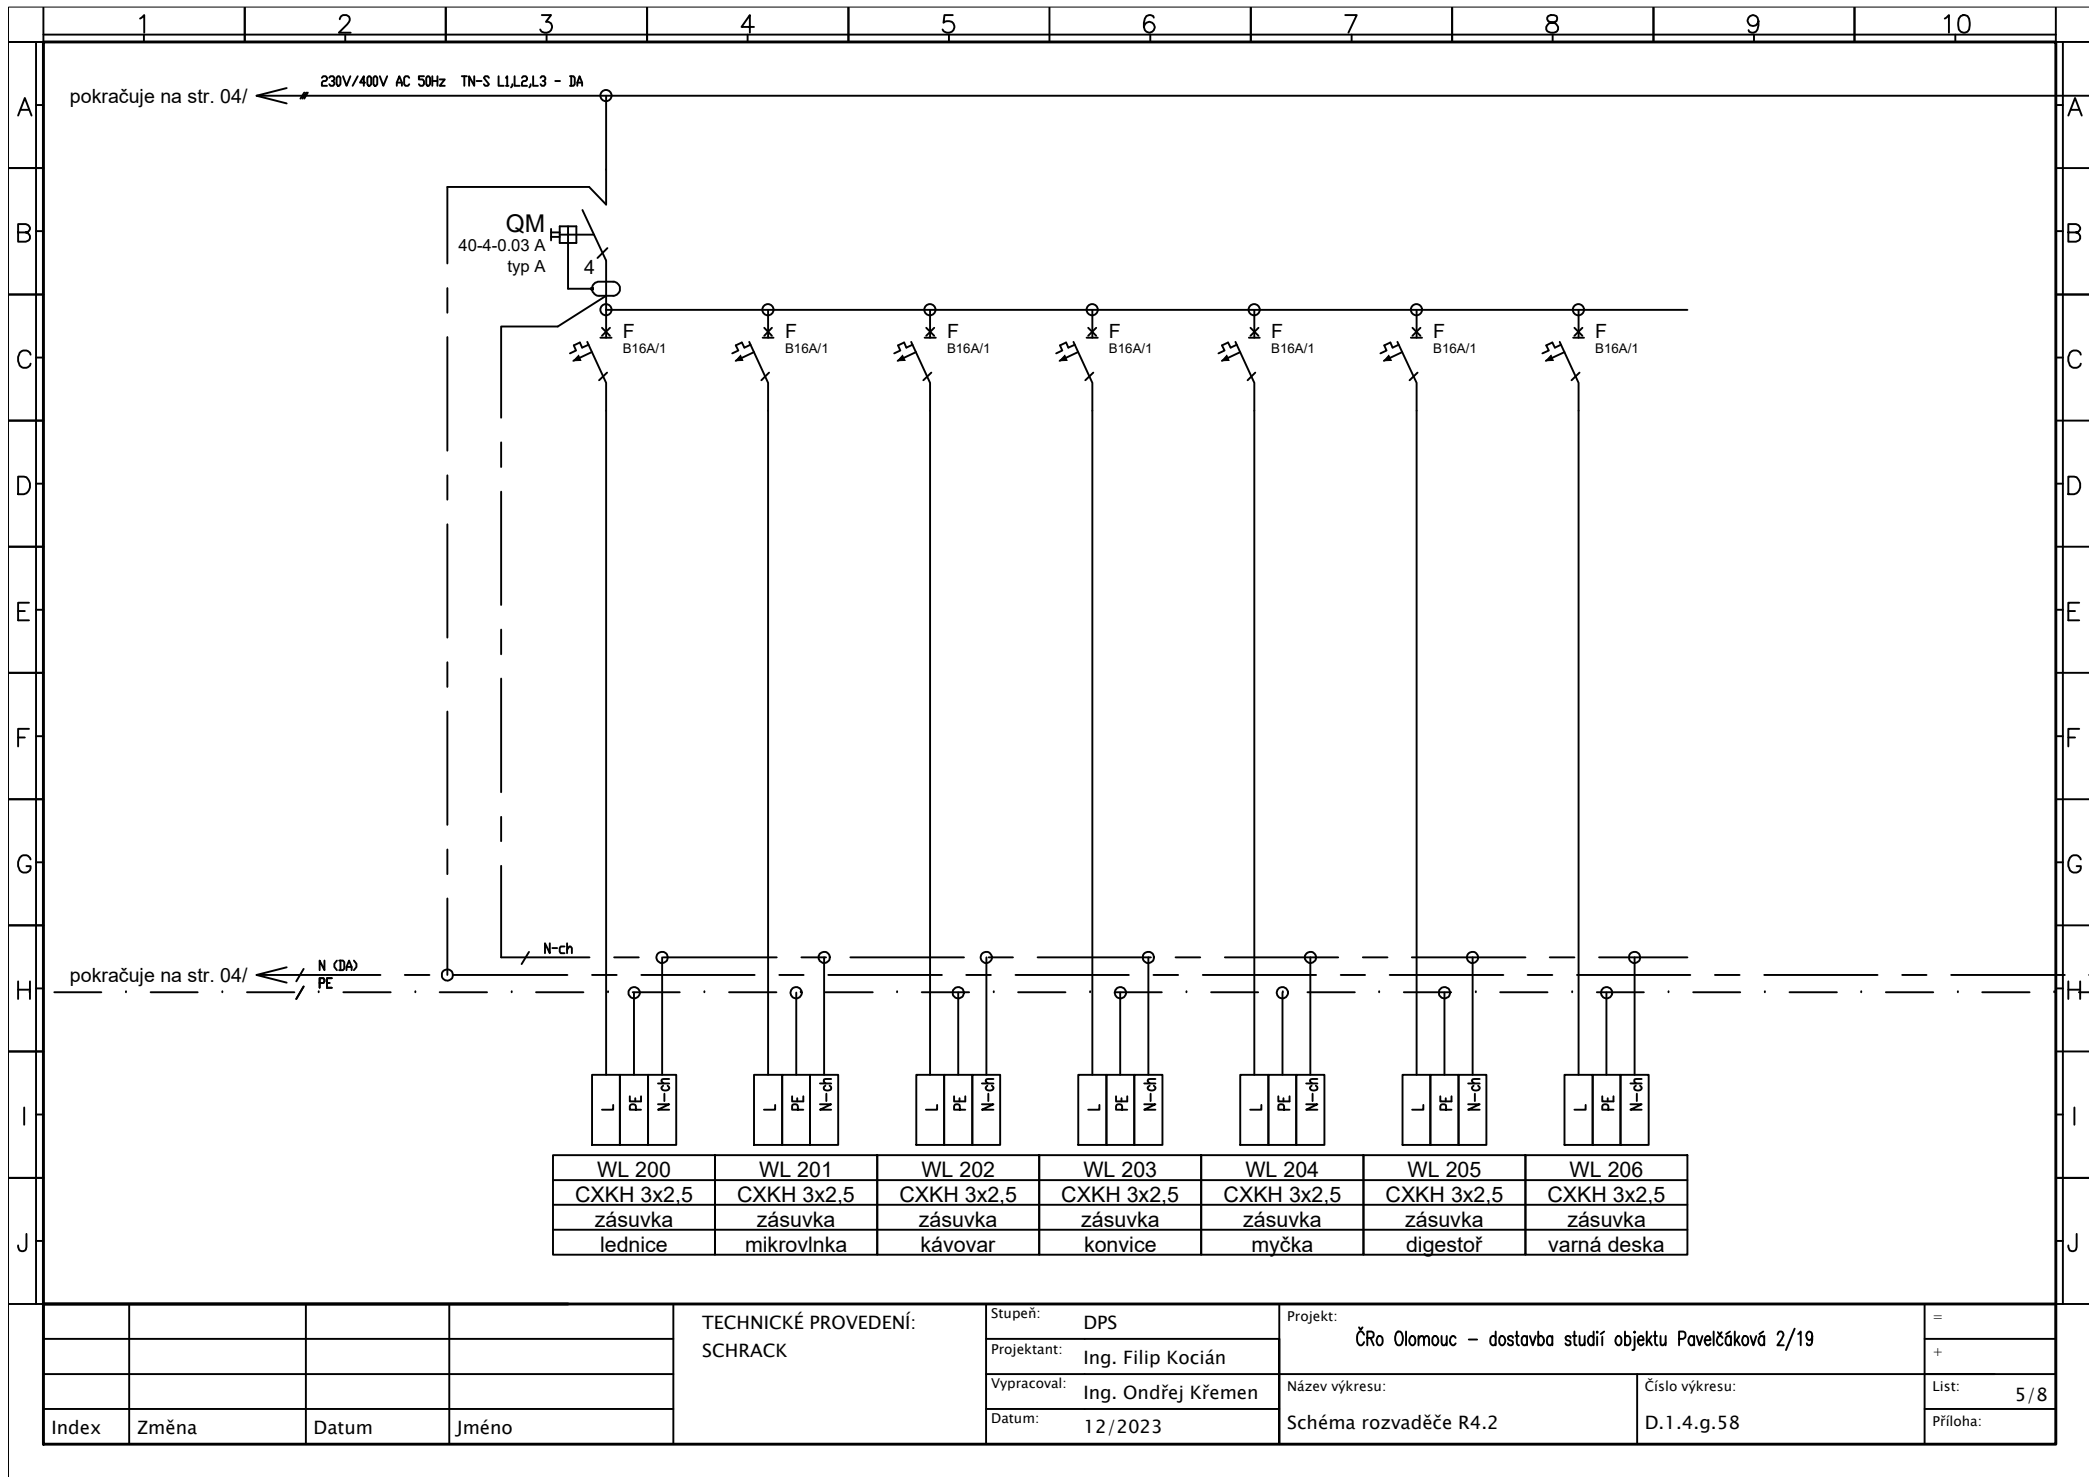 1 2 3 4 5 6 7 8 9 10
A A
B B
C C
D D
E E
F F
G G
H H
I I
J J
pokračuje na str. 04/
230V/400V AC 50Hz TN-S L1,L2,L3 - DA
QM
40-4-0.03 A
typ A
4
F F F F F F F
B16A/1 B16A/1 B16A/1 B16A/1 B16A/1 B16A/1 B16A/1
N-ch
pokračuje na str. 04/
N (DA)
PE
L PE N-ch L PE N-ch L PE N-ch L PE N-ch L PE N-ch L PE N-ch L PE N-ch
WL 200 WL 201 WL 202 WL 203 WL 204 WL 205 WL 206
CXKH 3x2,5 CXKH 3x2,5 CXKH 3x2,5 CXKH 3x2,5 CXKH 3x2,5 CXKH 3x2,5 CXKH 3x2,5
zásuvka zásuvka zásuvka zásuvka zásuvka zásuvka zásuvka
lednice mikrovlnka kávovar konvice myčka digestoř varná deska
Index Změna Datum Jméno
TECHNICKÉ PROVEDENÍ:
SCHRACK
Stupeň: DPS
Projektant: Ing. Filip Kocián
Vypracoval: Ing. Ondřej Křemen
Datum: 12/2023
Projekt:
ČRo Olomouc – dostavba studií objektu Pavelčáková 2/19
Název výkresu:
Schéma rozvaděče R4.2
Číslo výkresu:
D.1.4.g.58
=
+
List: 5/8
Příloha: